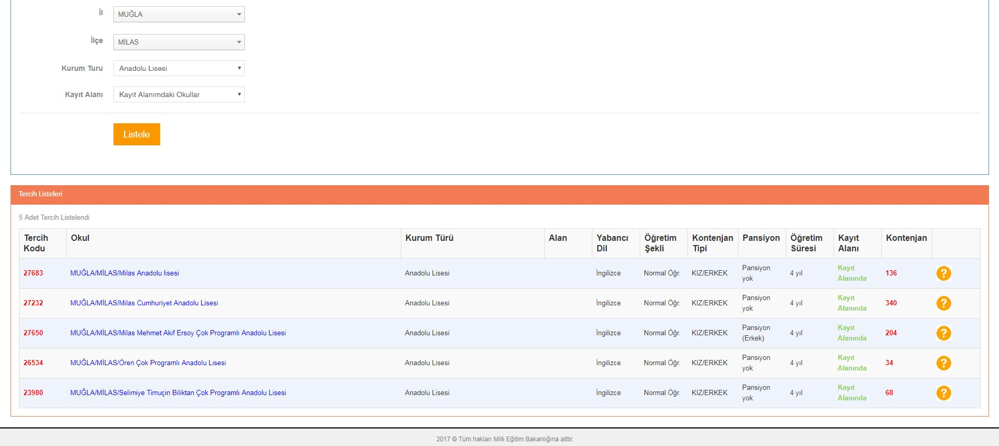 İl MUĞLA
İlçe MİLAS
Kurum Turu Anadolu Lisesi
Kayıt Alanı Kayıt Alanımdaki Okullar
Listele
Tercih Listeleri
5 Adet Tercih Listelendi
Tercih Kodu Okul Kurum Türü Alan Yabancı Dil Öğretim Şekli Kontenjan Tipi Pansiyon Öğretim Süresi Kayıt Alanı Kontenjan
27683 MUĞLA/MİLAS/Milas Anadolu lisesi Anadolu Lisesi İngilizce Normal Öğr. KIZ/ERKEK Pansiyon yok 4 yıl Kayıt Alanında 136 ?
27232 MUĞLA/MİLAS/Milas Cumhuriyet Anadolu Lisesi Anadolu Lisesi İngilizce Normal Öğr. KIZ/ERKEK Pansiyon yok 4 yıl Kayıt Alanında 340 ?
27650 MUĞLA/MİLAS/Milas Mehmet Akif Ersoy Çok Programlı Anadolu Lisesi Anadolu Lisesi İngilizce Normal Öğr. KIZ/ERKEK Pansiyon (Erkek) 4 yıl Kayıt Alanında 204 ?
26534 MUĞLA/MİLAS/Ören Çok Programlı Anadolu Lisesi Anadolu Lisesi İngilizce Normal Öğr. KIZ/ERKEK Pansiyon yok 4 yıl Kayıt Alanında 34 ?
23980 MUĞLA/MİLAS/Selimiye Timuçin Biliktan Çok Programlı Anadolu Lisesi Anadolu Lisesi İngilizce Normal Öğr. KIZ/ERKEK Pansiyon yok 4 yıl Kayıt Alanında 68 ?
2017 © Tüm hakları Milli Eğitim Bakanlığına aittir.